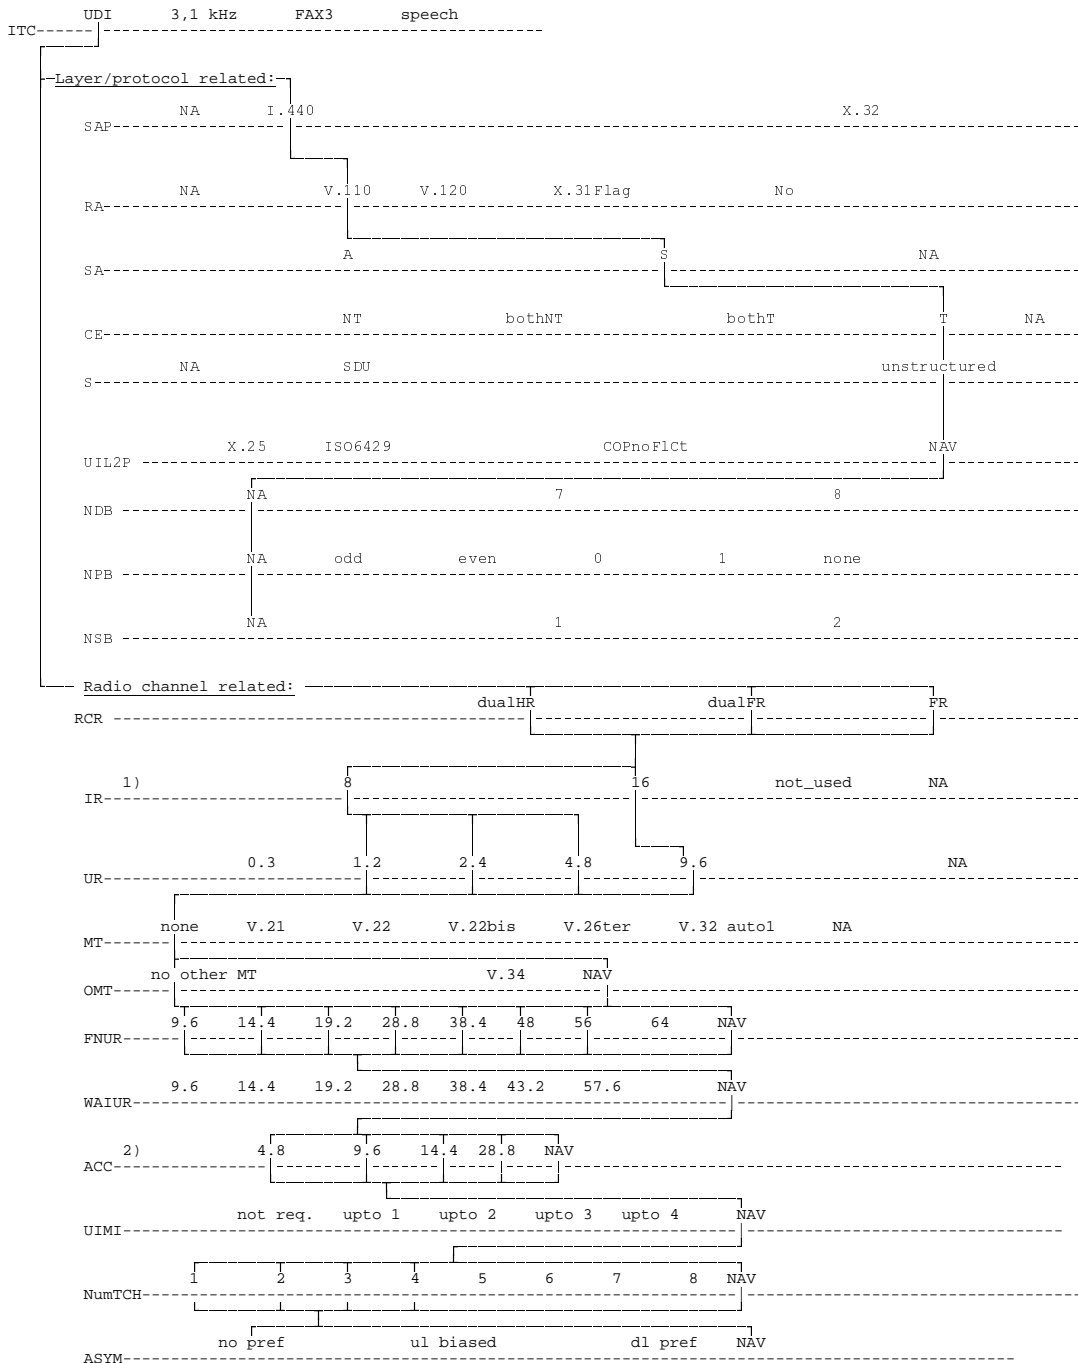 UDI 3,1 kHz FAX3 speech
ITC
Layer/protocol related:
NA I.440 X.32
SAP
NA V.110 V.120 X.31Flag No
RA
A S NA
SA
NT bothNT bothT T NA
CE
NA SDU unstructured
S
X.25 ISO6429 COPnoFlCt NAV
UIL2P
NA 7 8
NDB
NA odd even 0 1 none
NPB
NA 1 2
NSB
Radio channel related:
dualHR dualFR FR
RCR
1) 8 16 not_used NA
IR
0.3 1.2 2.4 4.8 9.6 NA
UR
none V.21 V.22 V.22bis V.26ter V.32 auto1 NA
MT
no other MT V.34 NAV
OMT
9.6 14.4 19.2 28.8 38.4 48 56 64 NAV
FNUR
9.6 14.4 19.2 28.8 38.4 43.2 57.6 NAV
WAIUR
2) 4.8 9.6 14.4 28.8 NAV
ACC
not req. upto 1 upto 2 upto 3 upto 4 NAV
UIMI
1 2 3 4 5 6 7 8 NAV
NumTCH
no pref ul biased dl pref NAV
ASYM